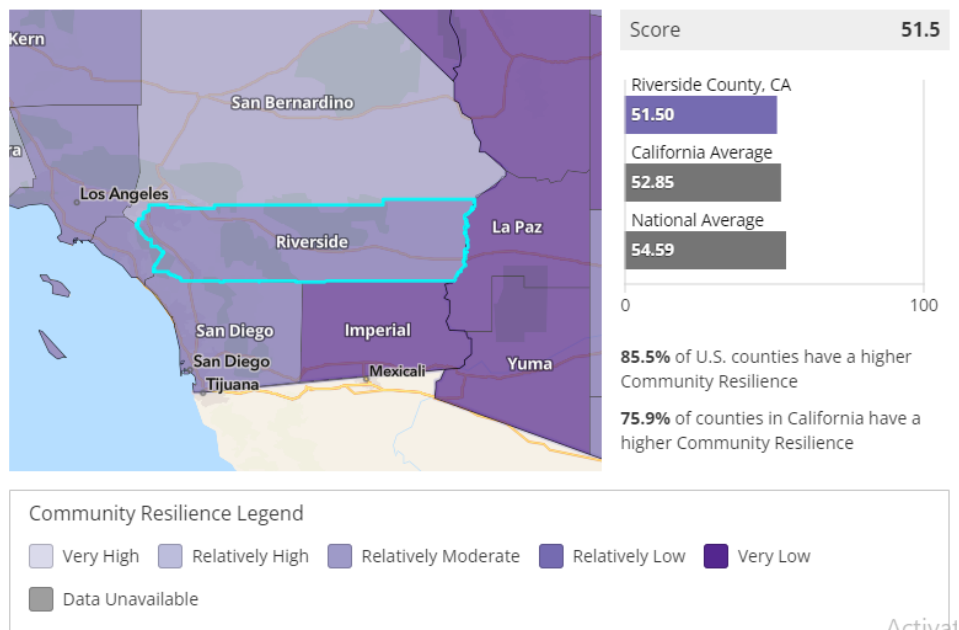 Kern
San Bernardino
ra
Los Angeles
Riverside
La Paz
San Diego
Imperial
San Diego
Mexicali
Tijuana
Yuma
Score 51.5
Riverside County, CA
51.50
California Average
52.85
National Average
54.59
0 100
85.5% of U.S. counties have a higher
Community Resilience
75.9% of counties in California have a
higher Community Resilience
Community Resilience Legend
Very High Relatively High Relatively Moderate Relatively Low Very Low
Data Unavailable
Activat